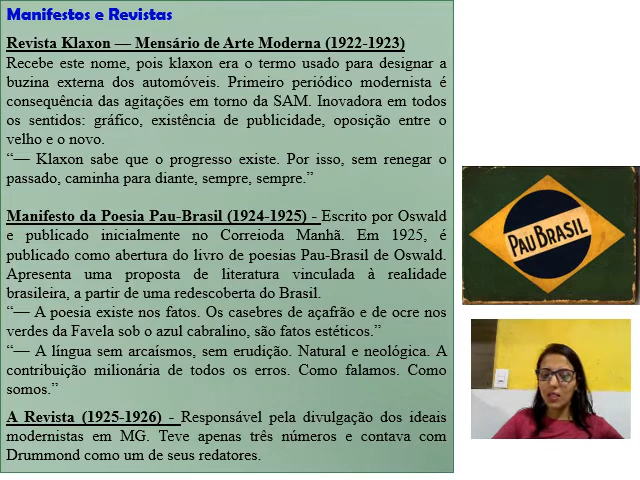 Manifestos e Revistas
Revista Klaxon — Mensário de Arte Moderna (1922-1923)
Recebe este nome, pois klaxon era o termo usado para designar a
buzina externa dos automóveis. Primeiro periódico modernista é
consequência das agitações em torno da SAM. Inovadora em todos
os sentidos: gráfico, existência de publicidade, oposição entre o
velho e o novo.
“— Klaxon sabe que o progresso existe. Por isso, sem renegar o
passado, caminha para diante, sempre, sempre.”
Manifesto da Poesia Pau-Brasil (1924-1925) - Escrito por Oswald
e publicado inicialmente no Correioda Manhã. Em 1925, é
publicado como abertura do livro de poesias Pau-Brasil de Oswald.
Apresenta uma proposta de literatura vinculada à realidade
brasileira, a partir de uma redescoberta do Brasil.
“— A poesia existe nos fatos. Os casebres de açafrão e de ocre nos
verdes da Favela sob o azul cabralino, são fatos estéticos.”
“— A língua sem arcaísmos, sem erudição. Natural e neológica. A
contribuição milionária de todos os erros. Como falamos. Como
somos.”
A Revista (1925-1926) - Responsável pela divulgação dos ideais
modernistas em MG. Teve apenas três números e contava com
Drummond como um de seus redatores.
PAU BRASIL